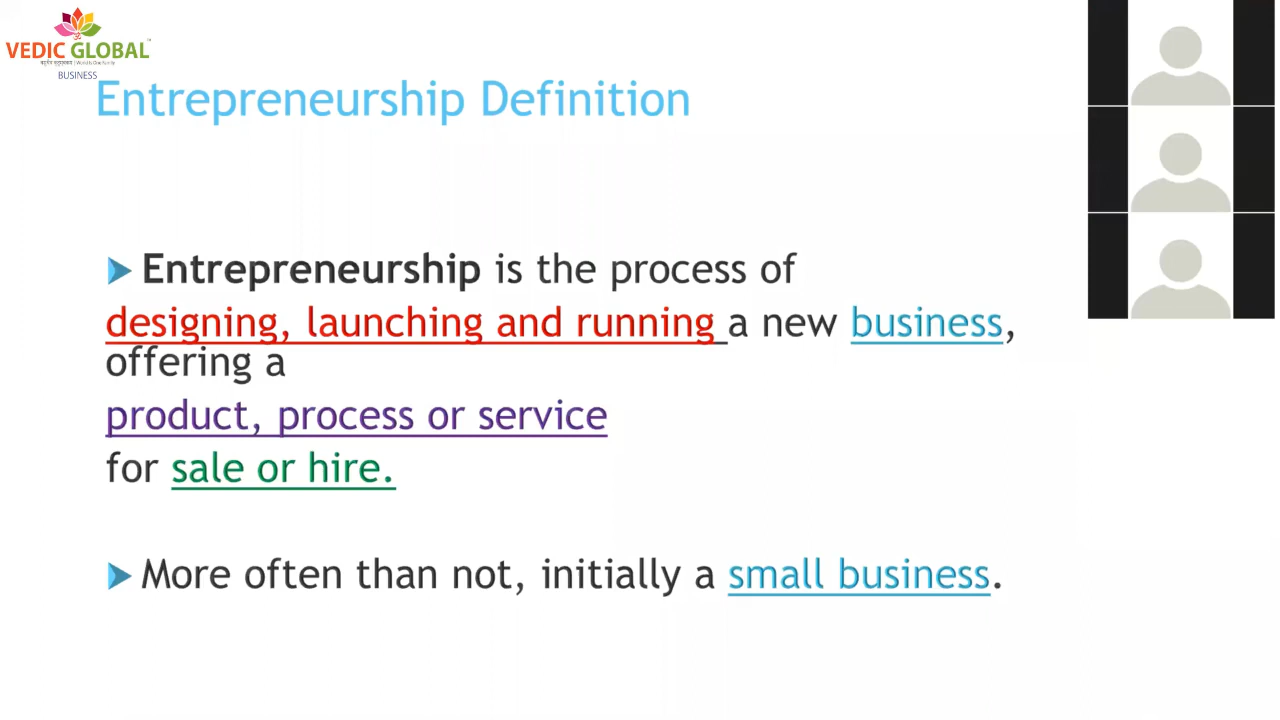 VEDIC GLOBAL
BUSINESS
Entrepreneurship Definition
Entrepreneurship is the process of
designing, launching and running a new business,
offering a
product, process or service
for sale or hire.
More often than not, initially a small business.